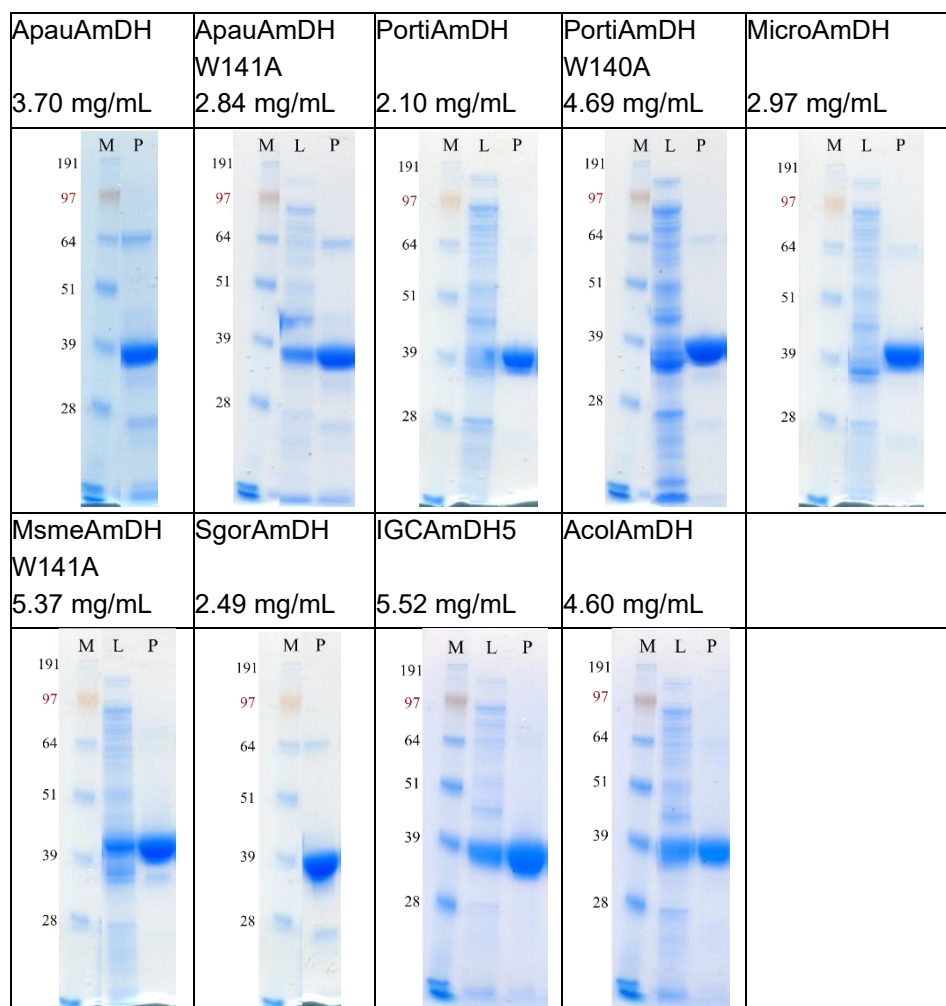 ApauAmDH
3.70 mg/mL
ApauAmDH
W141A
2.84 mg/mL
PortiAmDH
2.10 mg/mL
PortiAmDH
W140A
4.69 mg/mL
MicroAmDH
2.97 mg/mL
M P
191
97
64
51
39
28
M L P
191
97
64
51
39
28
M L P
191
97
64
51
39
28
M L P
191
97
64
51
39
28
M L P
191
97
64
51
39
28
MsmeAmDH
W141A
5.37 mg/mL
SgorAmDH
2.49 mg/mL
IGCAmDH5
5.52 mg/mL
AcolAmDH
4.60 mg/mL
M L P
191
97
64
51
39
28
M P
191
97
64
51
39
28
M L P
191
97
64
51
39
28
M L P
191
97
64
51
39
28